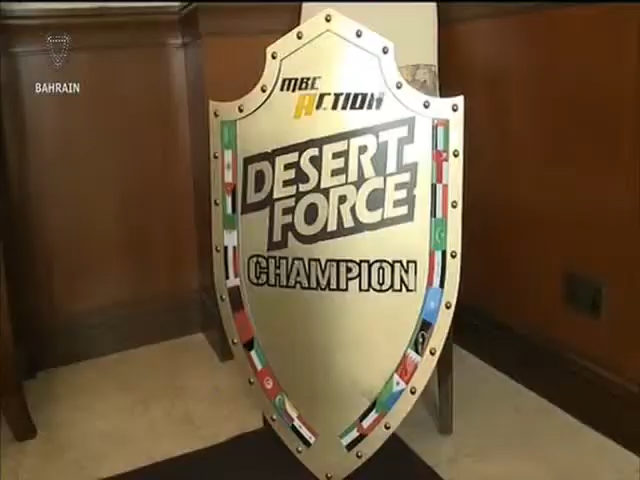 BAHRAIN
MBC
ACTION
DESERT
FORCE
CHAMPION